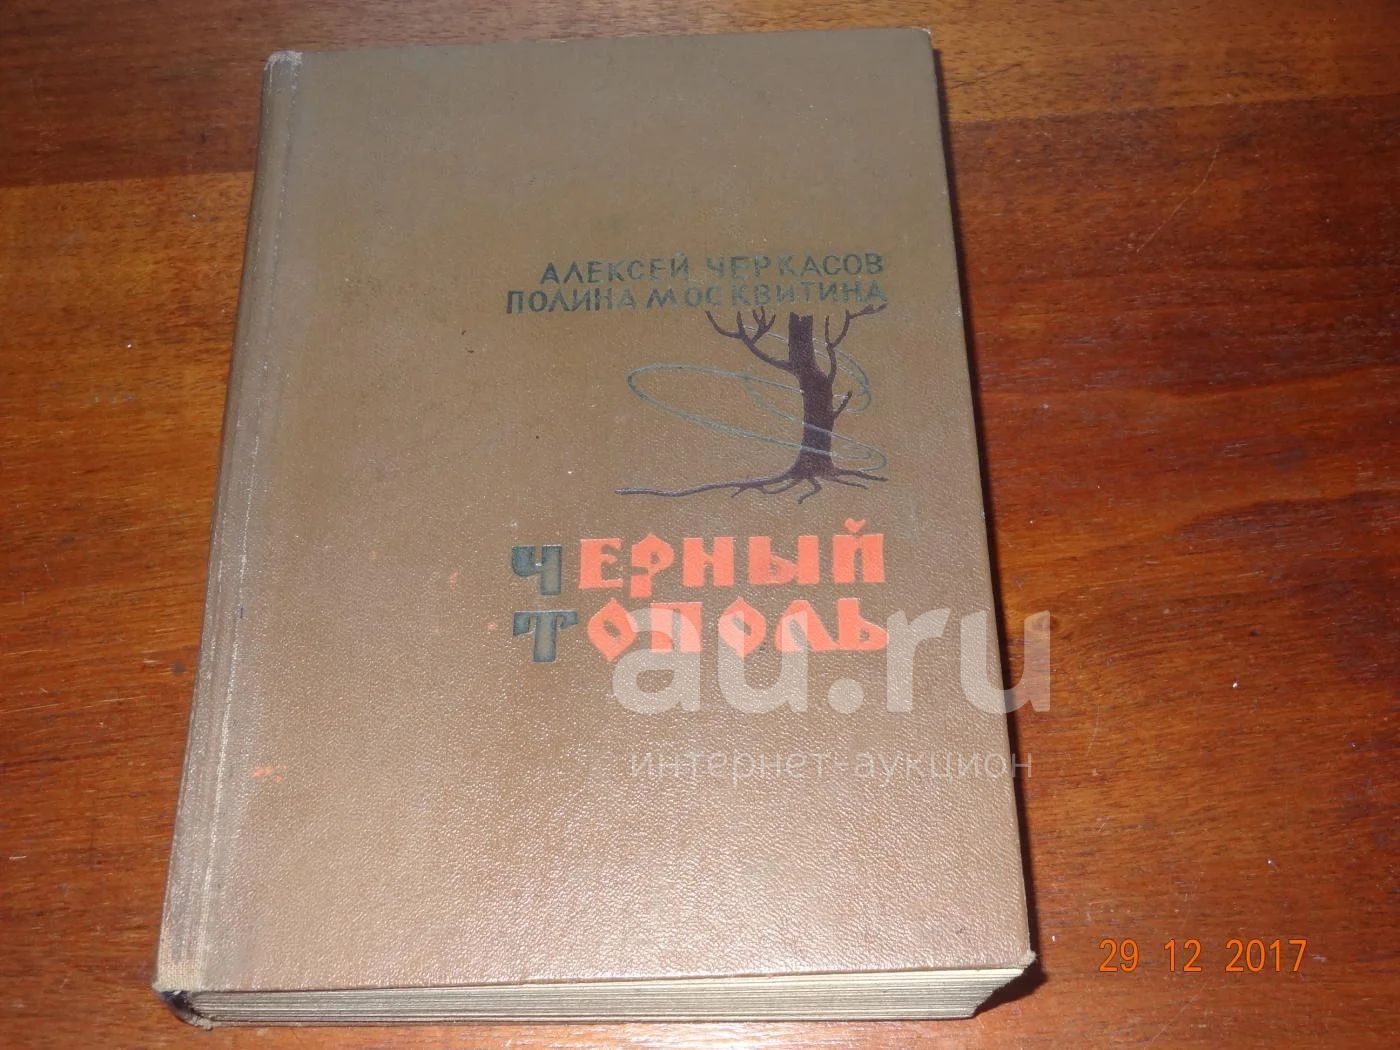 АЛЕКСЕЙ ЧЕРКАСОВ
ПОЛИНА МОСКВИТИНА
ЧЕРНЫЙ
ТОПОЛЬ
au.ru
интернет-аукцион
29 12 2017